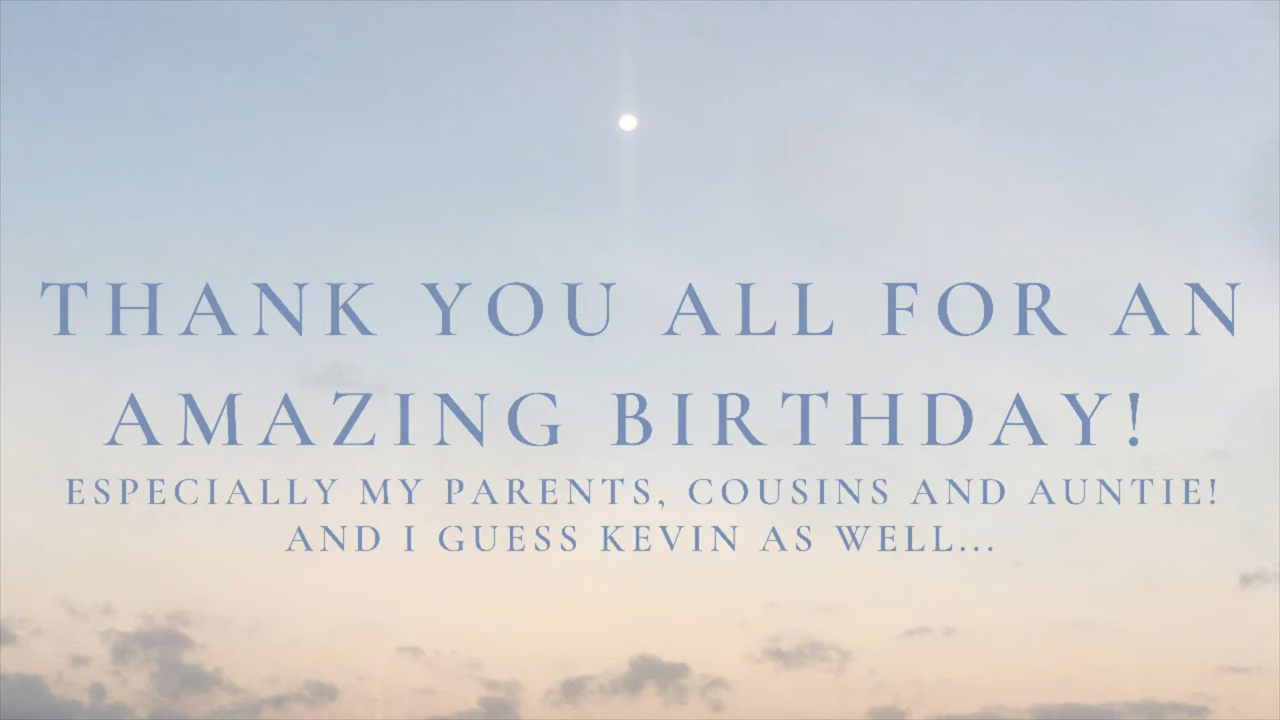 THANK YOU ALL FOR AN
AMAZING BIRTHDAY!
ESPECIALLY MY PARENTS, COUSINS AND AUNTIE!
AND I GUESS KEVIN AS WELL...